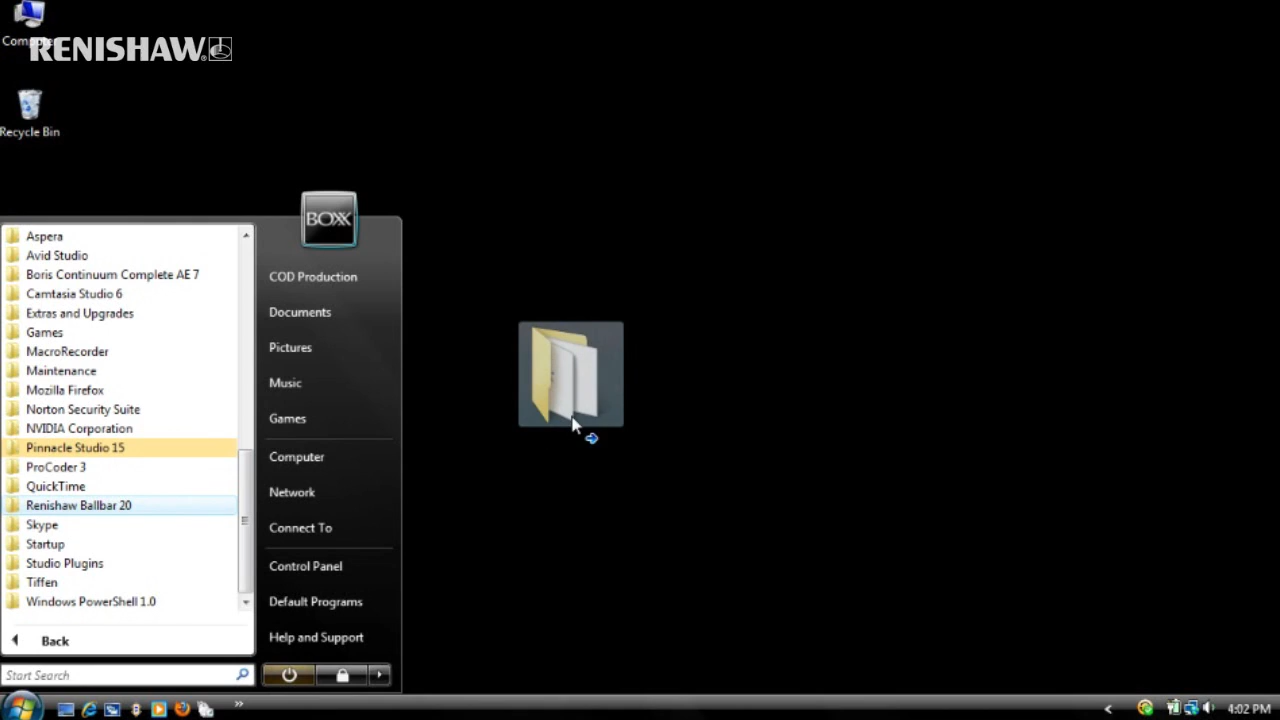 Computer
RENISHAW
Recycle Bin
BOXX
Aspera
Avid Studio
Boris Continuum Complete AE 7
Camtasia Studio 6
Extras and Upgrades
Games
MacroRecorder
Maintenance
Mozilla Firefox
Norton Security Suite
NVIDIA Corporation
Pinnacle Studio 15
ProCoder 3
QuickTime
Renishaw Ballbar 20
Skype
Startup
Studio Plugins
Tiffen
Windows PowerShell 1.0
Back
Start Search
COD Production
Documents
Pictures
Music
Games
Computer
Network
Connect To
Control Panel
Default Programs
Help and Support
4:02 PM